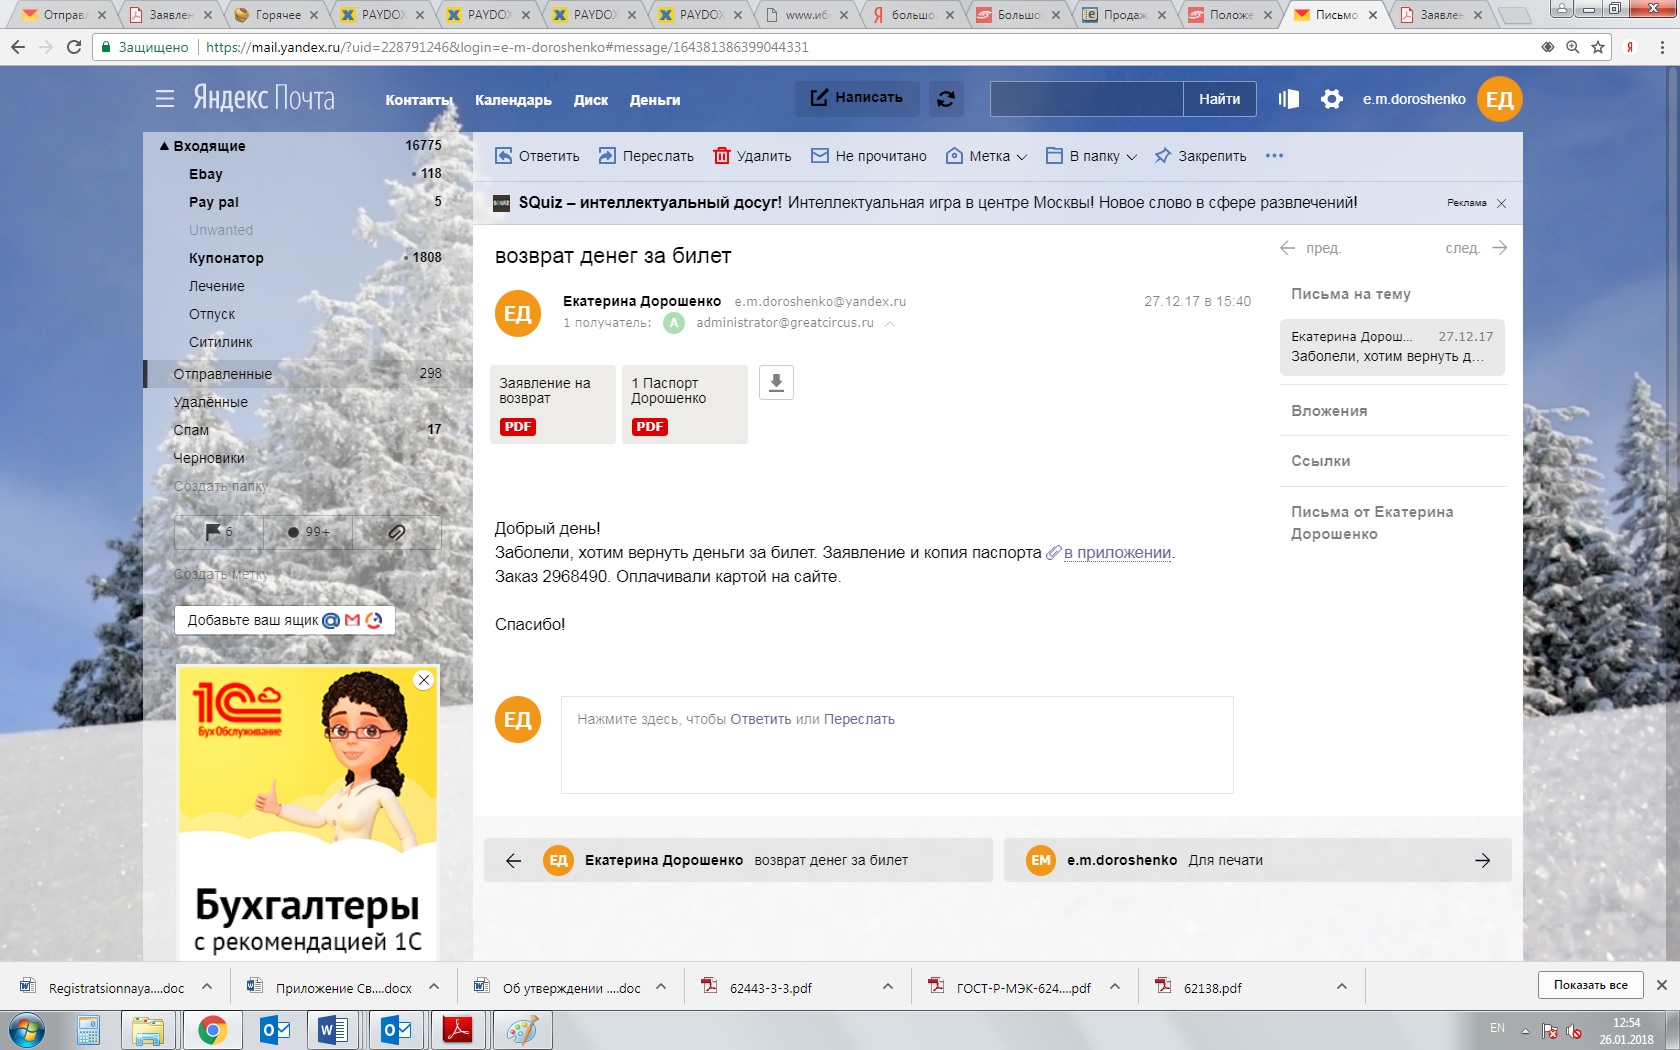 Отправл
Заявлен
Горячее
PAYDOX
PAYDOX
PAYDOX
PAYDOX
www.иб
большо
Большо
Продаж
Положе
Письмо
Заявлен
Защищено
https://mail.yandex.ru/?uid=228791246&login=e-m-doroshenko#message/164381386399044331
Яндекс Почта
Контакты
Календарь
Диск
Деньги
Написать
Найти
e.m.doroshenko
ЕД
Входящие 16775
Ebay 118
Pay pal 5
Unwanted
Купонатор 1808
Лечение
Отпуск
Ситилинк
Отправленные 298
Удалённые
Спам 17
Черновики
Создать папку
6
99+
Создать метку
Добавьте ваш ящик
1С
БухОбслуживание
Бухгалтеры
с рекомендацией 1С
Ответить
Переслать
Удалить
Не прочитано
Метка
В папку
Закрепить
SQuiz – интеллектуальный досуг! Интеллектуальная игра в центре Москвы! Новое слово в сфере развлечений!
Реклама
возврат денег за билет
ЕД
Екатерина Дорошенко e.m.doroshenko@yandex.ru
27.12.17 в 15:40
1 получатель: A administrator@greatcircus.ru
Заявление на
возврат
PDF
1 Паспорт
Дорошенко
PDF
Добрый день!
Заболели, хотим вернуть деньги за билет. Заявление и копия паспорта в приложении.
Заказ 2968490. Оплачивали картой на сайте.
Спасибо!
ЕД
Нажмите здесь, чтобы Ответить или Переслать
ЕД Екатерина Дорошенко возврат денег за билет
ЕМ e.m.doroshenko Для печати
пред.
след.
Письма на тему
Екатерина Дорош... 27.12.17
Заболели, хотим вернуть д...
Вложения
Ссылки
Письма от Екатерина
Дорошенко
Registratsionnaya....doc
Приложение Св....docx
Об утверждении ....doc
62443-3-3.pdf
ГОСТ-Р-МЭК-624....pdf
62138.pdf
Показать все
EN
12:54
26.01.2018